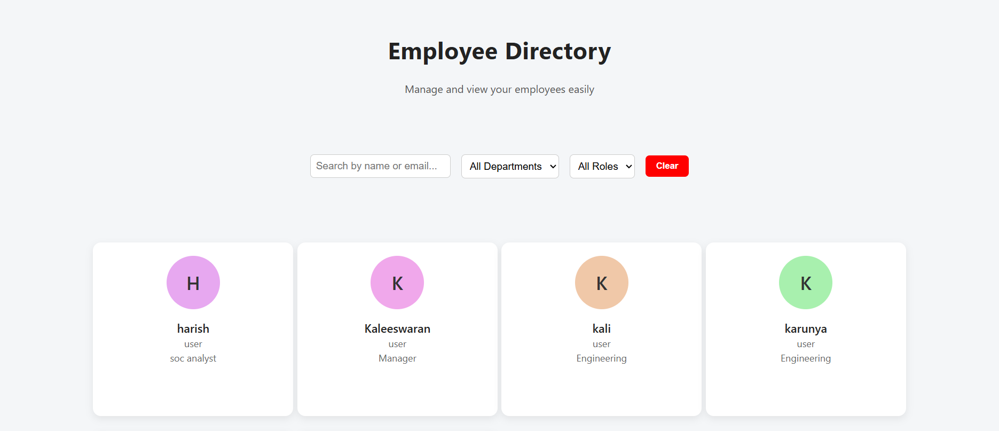 Employee Directory
Manage and view your employees easily
Search by name or email... All Departments All Roles Clear
H
harish
user
soc analyst
K
Kaleeswaran
user
Manager
K
kali
user
Engineering
K
karunya
user
Engineering